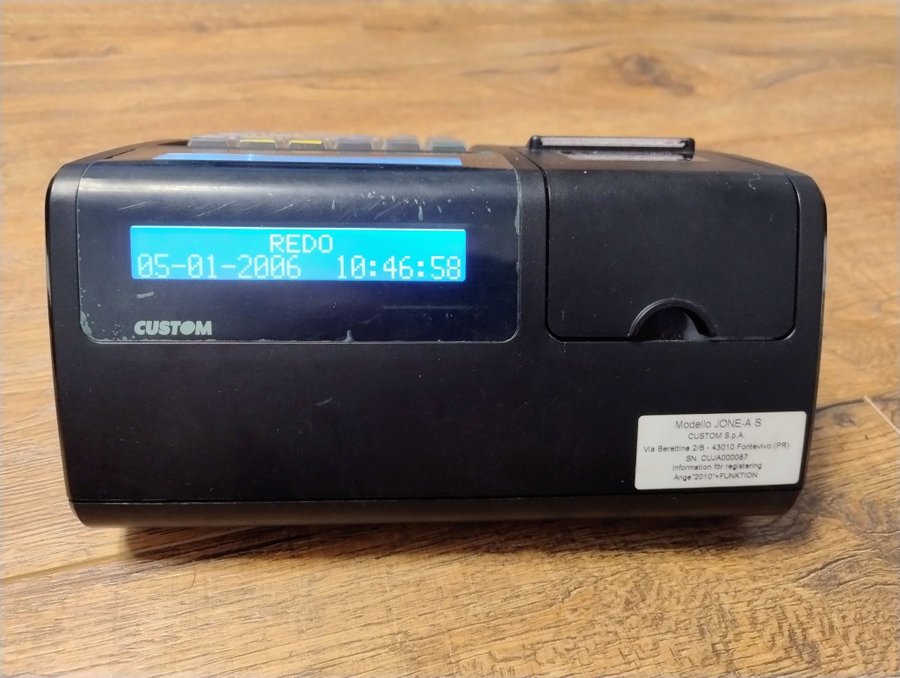 REDO
05-01-2006 10:46:58
CUSTOM
Modello JONE-A S
CUSTOM S.p.A.
Via Berettine 2/B - 43010 Fontevivo (PR)
SN. CUJA000087
Information för registering
Ange"2010"+FUNKTION